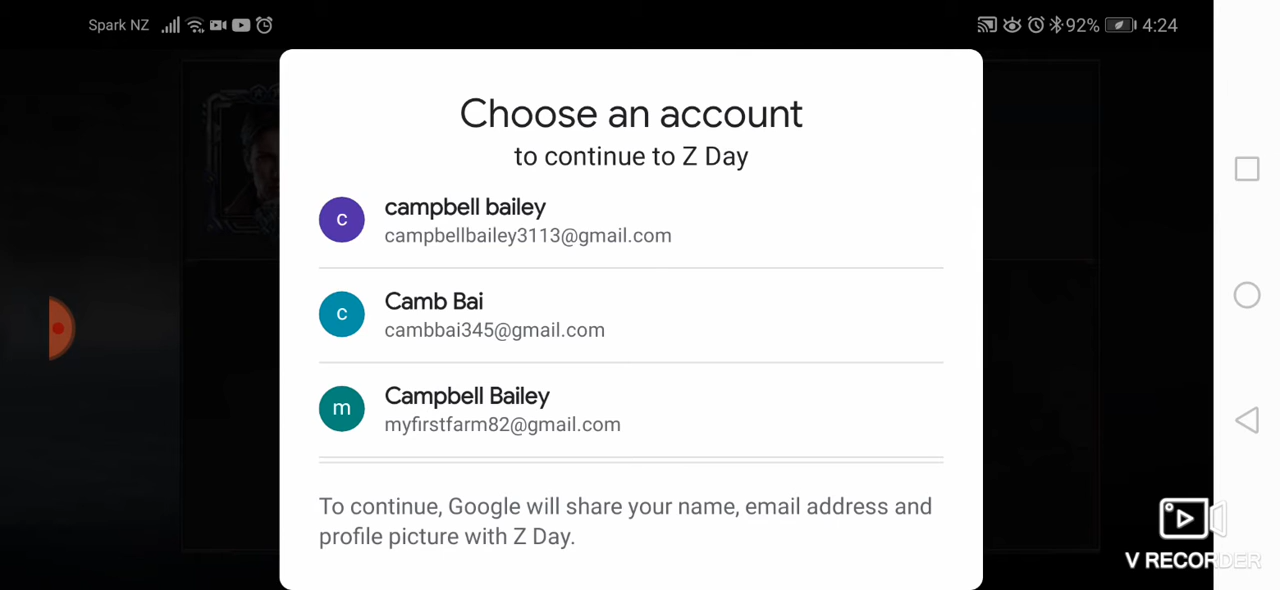 Spark NZ
92% 4:24
Choose an account
to continue to Z Day
c
campbell bailey
campbellbailey3113@gmail.com
c
Camb Bai
cambbai345@gmail.com
m
Campbell Bailey
myfirstfarm82@gmail.com
To continue, Google will share your name, email address and
profile picture with Z Day.
V RECORDER